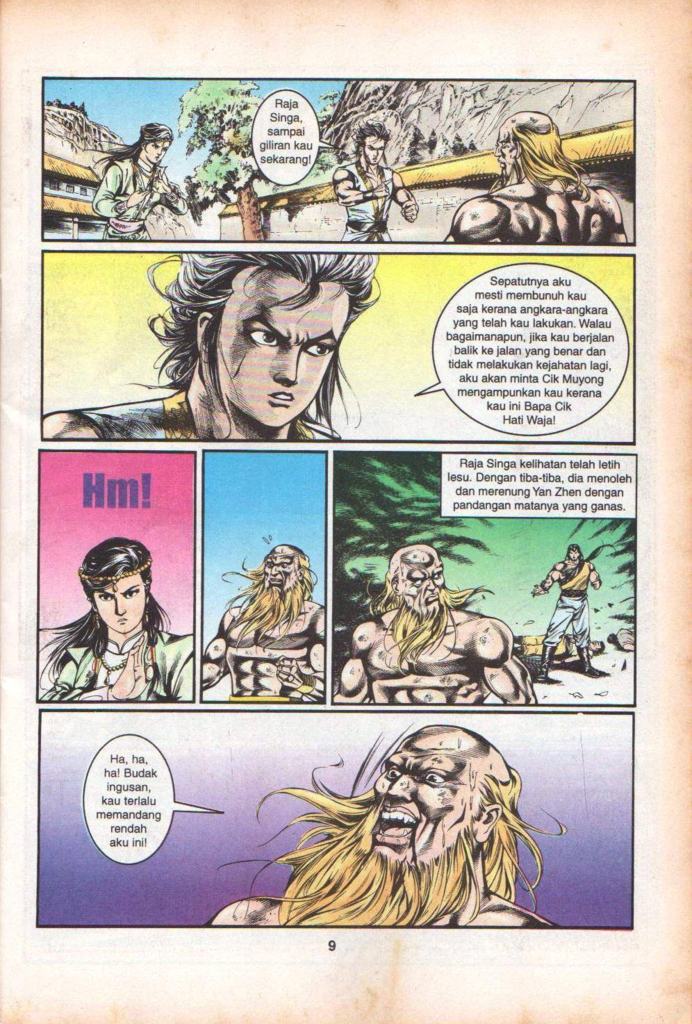 Raja
Singa,
sampai
giliran kau
sekarang!
Sepatutnya aku
mesti membunuh kau
saja kerana angkara-angkara
yang telah kau lakukan. Walau
bagaimanapun, jika kau berjalan
balik ke jalan yang benar dan
tidak melakukan kejahatan lagi,
aku akan minta Cik Muyong
mengampunkan kau kerana
kau ini Bapa Cik
Hati Waja!
Hm!
Raja Singa kelihatan telah letih
lesu. Dengan tiba-tiba, dia menoleh
dan merenung Yan Zhen dengan
pandangan matanya yang ganas.
Ha, ha,
ha! Budak
ingusan,
kau terlalu
memandang
rendah
aku ini!
9